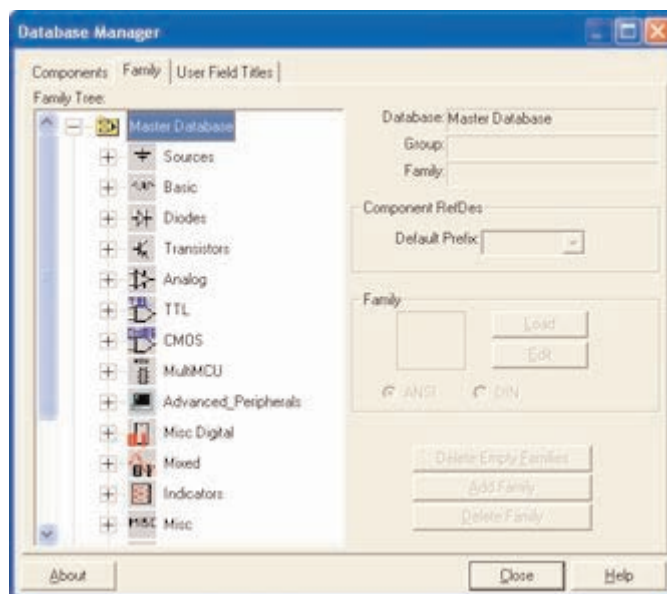 Database Manager
Components Family User Field Titles
Family Tree:
Master Database
Sources
Basic
Diodes
Transistors
Analog
TTL
CMOS
MultiMCU
Advanced_Peripherals
Misc Digital
Mixed
Indicators
MISC Misc
Database: Master Database
Group:
Family:
Component RefDes
Default Prefix:
Family
Load
Edit
ANSI DIN
Delete Empty Families
Add Family
Delete Family
About Close Help